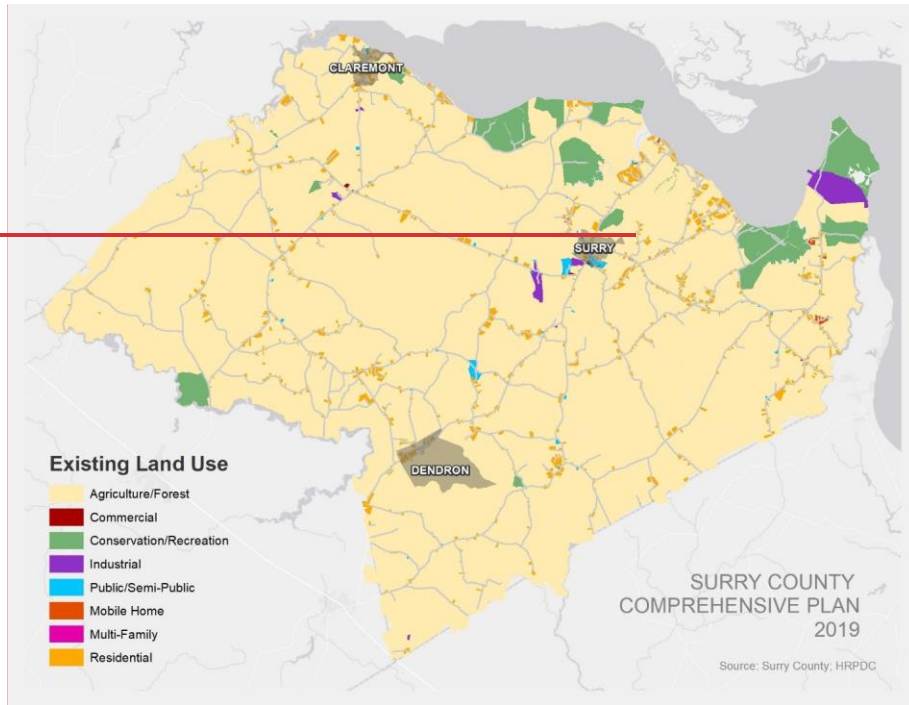 CLAREMONT
SURRY
DENDRON
Existing Land Use
Agriculture/Forest
Commercial
Conservation/Recreation
Industrial
Public/Semi-Public
Mobile Home
Multi-Family
Residential
SURRY COUNTY
COMPREHENSIVE PLAN
2019
Source: Surry County; HRPDC